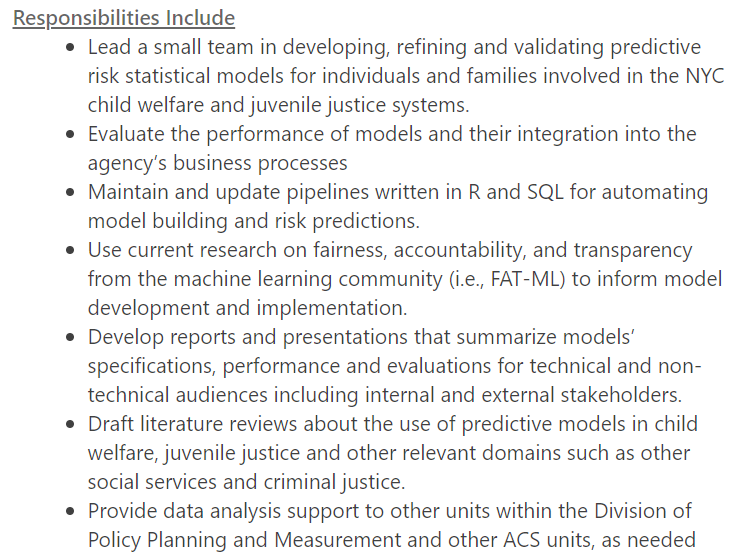 Responsibilities Include
• Lead a small team in developing, refining and validating predictive
risk statistical models for individuals and families involved in the NYC
child welfare and juvenile justice systems.
• Evaluate the performance of models and their integration into the
agency’s business processes
• Maintain and update pipelines written in R and SQL for automating
model building and risk predictions.
• Use current research on fairness, accountability, and transparency
from the machine learning community (i.e., FAT-ML) to inform model
development and implementation.
• Develop reports and presentations that summarize models’
specifications, performance and evaluations for technical and non-
technical audiences including internal and external stakeholders.
• Draft literature reviews about the use of predictive models in child
welfare, juvenile justice and other relevant domains such as other
social services and criminal justice.
• Provide data analysis support to other units within the Division of
Policy Planning and Measurement and other ACS units, as needed